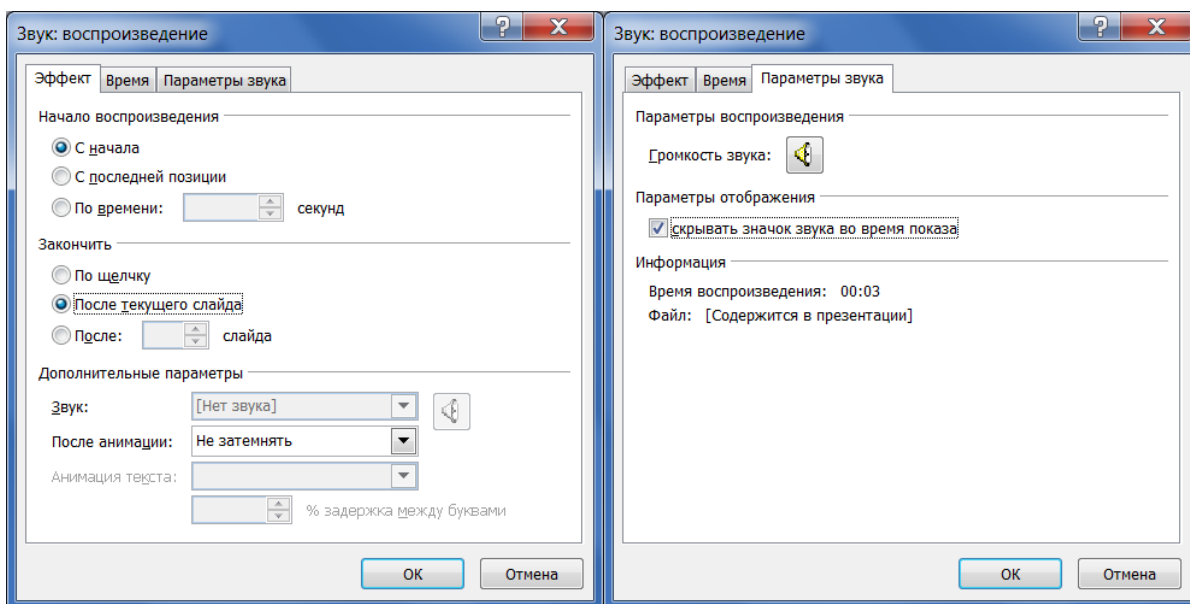 Звук: воспроизведение
Эффект Время Параметры звука
Начало воспроизведения
С начала
С последней позиции
По времени: секунд
Закончить
По щелчку
После текущего слайда
После: слайда
Дополнительные параметры
Звук: [Нет звука]
После анимации: Не затемнять
Анимация текста:
% задержка между буквами
ОК Отмена
Звук: воспроизведение
Эффект Время Параметры звука
Параметры воспроизведения
Громкость звука:
Параметры отображения
скрывать значок звука во время показа
Информация
Время воспроизведения: 00:03
Файл: [Содержится в презентации]
ОК Отмена